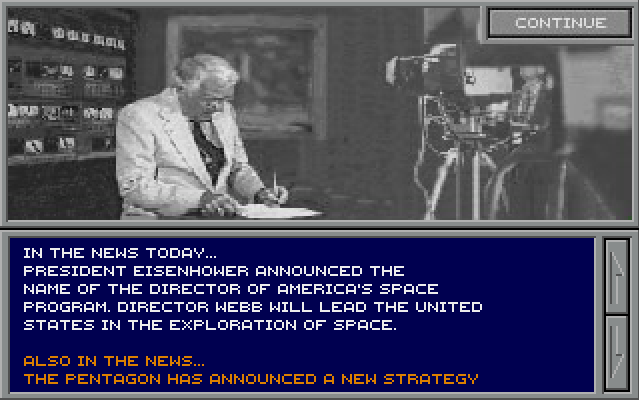 CONTINUE
IN THE NEWS TODAY...
PRESIDENT EISENHOWER ANNOUNCED THE
NAME OF THE DIRECTOR OF AMERICA'S SPACE
PROGRAM. DIRECTOR WEBB WILL LEAD THE UNITED
STATES IN THE EXPLORATION OF SPACE.
ALSO IN THE NEWS...
THE PENTAGON HAS ANNOUNCED A NEW STRATEGY